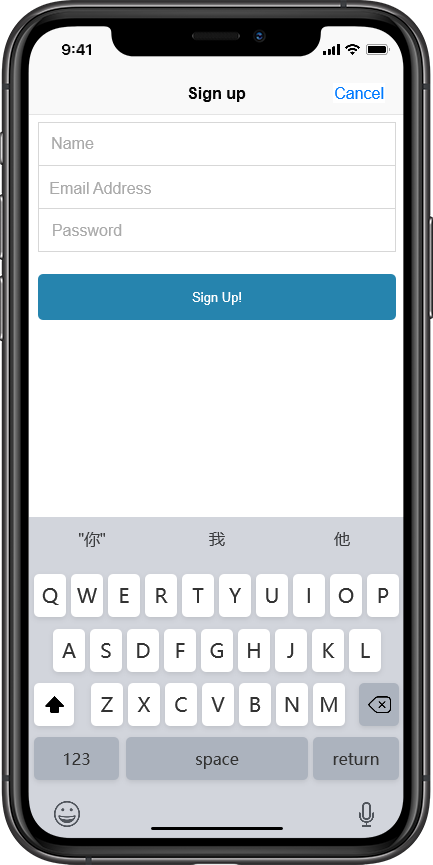 9:41
Sign up Cancel
Name
Email Address
Password
Sign Up!
"你" 我 他
Q W E R T Y U I O P
A S D F G H J K L
Z X C V B N M
123 space return